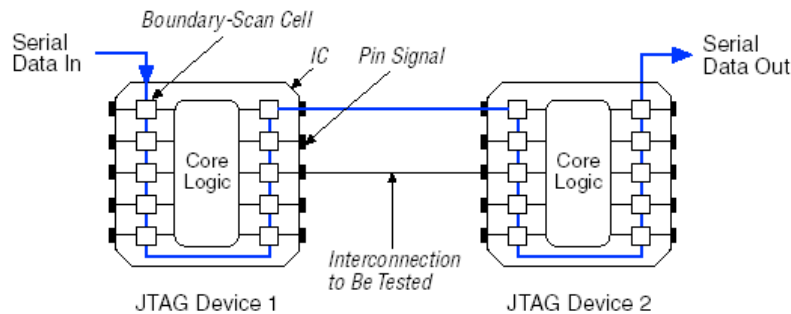 Boundary-Scan Cell
Serial
Data In
IC
Pin Signal
Serial
Data Out
Core
Logic
Core
Logic
Interconnection
to Be Tested
JTAG Device 1
JTAG Device 2